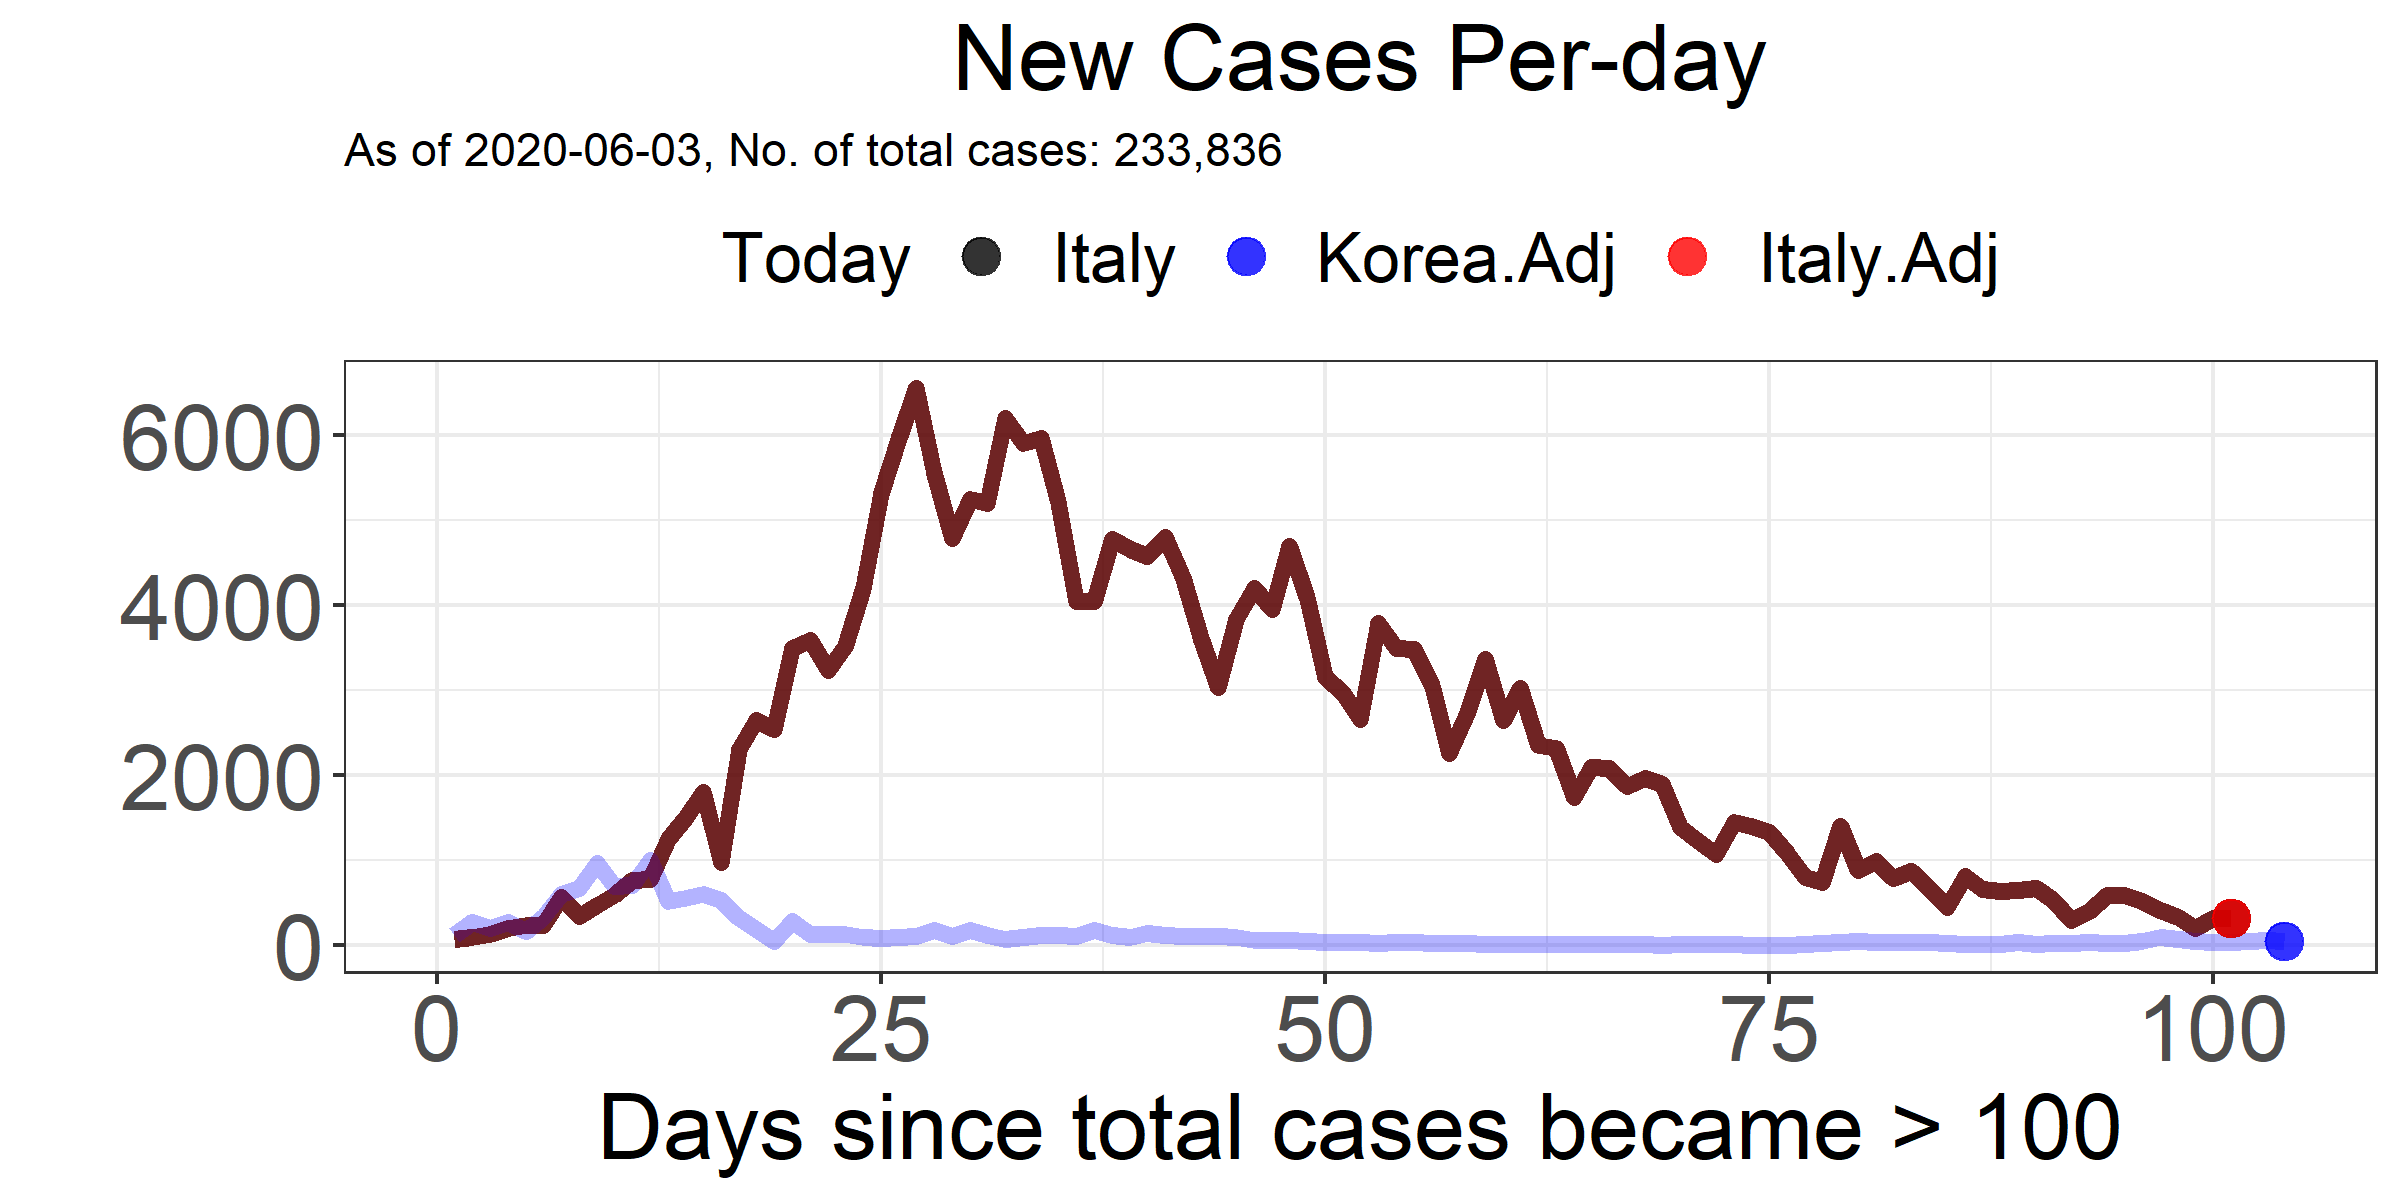 New Cases Per-day
As of 2020-06-03, No. of total cases: 233,836
Today Italy Korea.Adj Italy.Adj
6000
4000
2000
0
0 25 50 75 100
Days since total cases became > 100